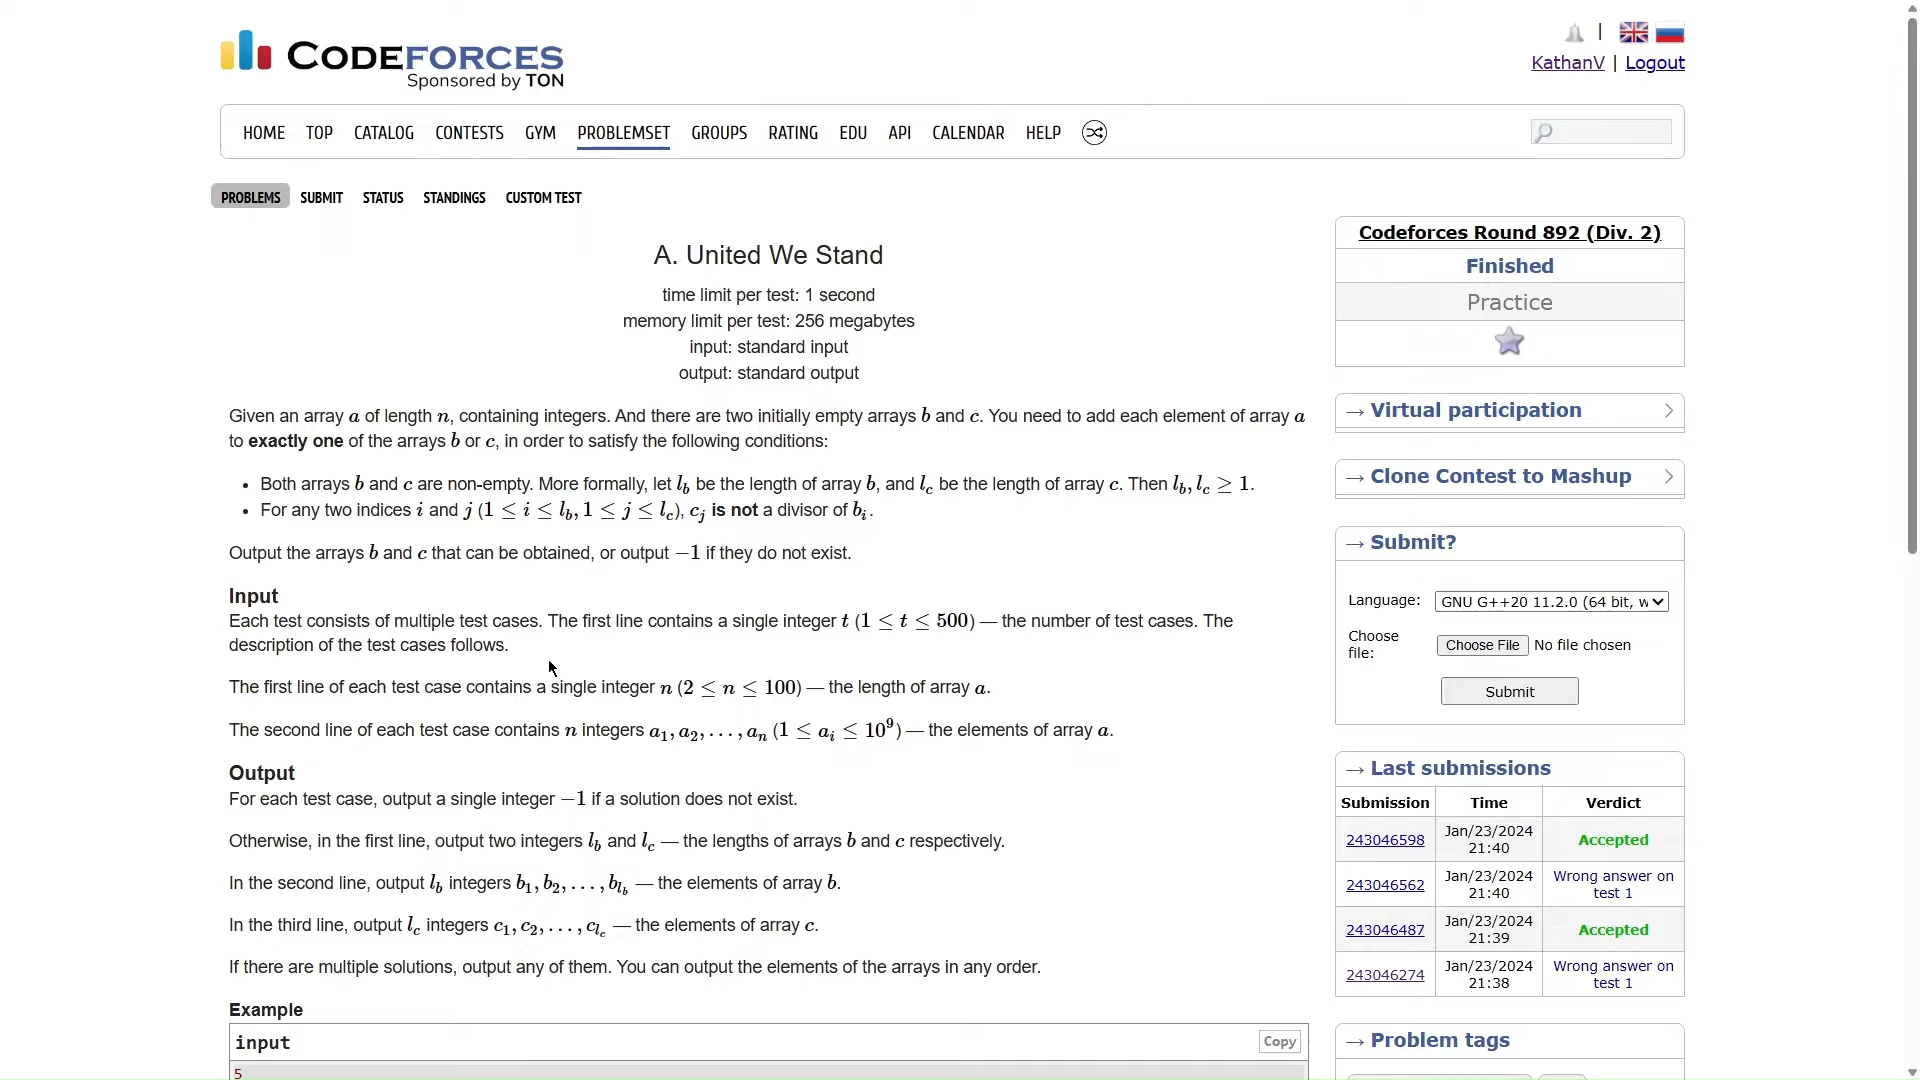 CODEFORCES
Sponsored by TON
|
KathanV | Logout
HOME TOP CATALOG CONTESTS GYM PROBLEMSET GROUPS RATING EDU API CALENDAR HELP
PROBLEMS SUBMIT STATUS STANDINGS CUSTOM TEST
A. United We Stand
time limit per test: 1 second
memory limit per test: 256 megabytes
input: standard input
output: standard output
Given an array a of length n, containing integers. And there are two initially empty arrays b and c. You need to add each element of array a
to exactly one of the arrays b or c, in order to satisfy the following conditions:
• Both arrays b and c are non-empty. More formally, let l_b be the length of array b, and l_c be the length of array c. Then l_b, l_c ≥ 1.
• For any two indices i and j (1 ≤ i ≤ l_b, 1 ≤ j ≤ l_c), c_j is not a divisor of b_i.
Output the arrays b and c that can be obtained, or output −1 if they do not exist.
Input
Each test consists of multiple test cases. The first line contains a single integer t (1 ≤ t ≤ 500) — the number of test cases. The
description of the test cases follows.
The first line of each test case contains a single integer n (2 ≤ n ≤ 100) — the length of array a.
The second line of each test case contains n integers a_1, a_2, . . . , a_n (1 ≤ a_i ≤ 10^9) — the elements of array a.
Output
For each test case, output a single integer −1 if a solution does not exist.
Otherwise, in the first line, output two integers l_b and l_c — the lengths of arrays b and c respectively.
In the second line, output l_b integers b_1, b_2, . . . , b_{l_b} — the elements of array b.
In the third line, output l_c integers c_1, c_2, . . . , c_{l_c} — the elements of array c.
If there are multiple solutions, output any of them. You can output the elements of the arrays in any order.
Example
input
Copy
5
Codeforces Round 892 (Div. 2)
Finished
Practice
→ Virtual participation
→ Clone Contest to Mashup
→ Submit?
Language: GNU G++20 11.2.0 (64 bit, w
Choose
file:
Choose File No file chosen
Submit
→ Last submissions
Submission Time Verdict
243046598 Jan/23/2024 21:40 Accepted
243046562 Jan/23/2024 21:40 Wrong answer on test 1
243046487 Jan/23/2024 21:39 Accepted
243046274 Jan/23/2024 21:38 Wrong answer on test 1
→ Problem tags